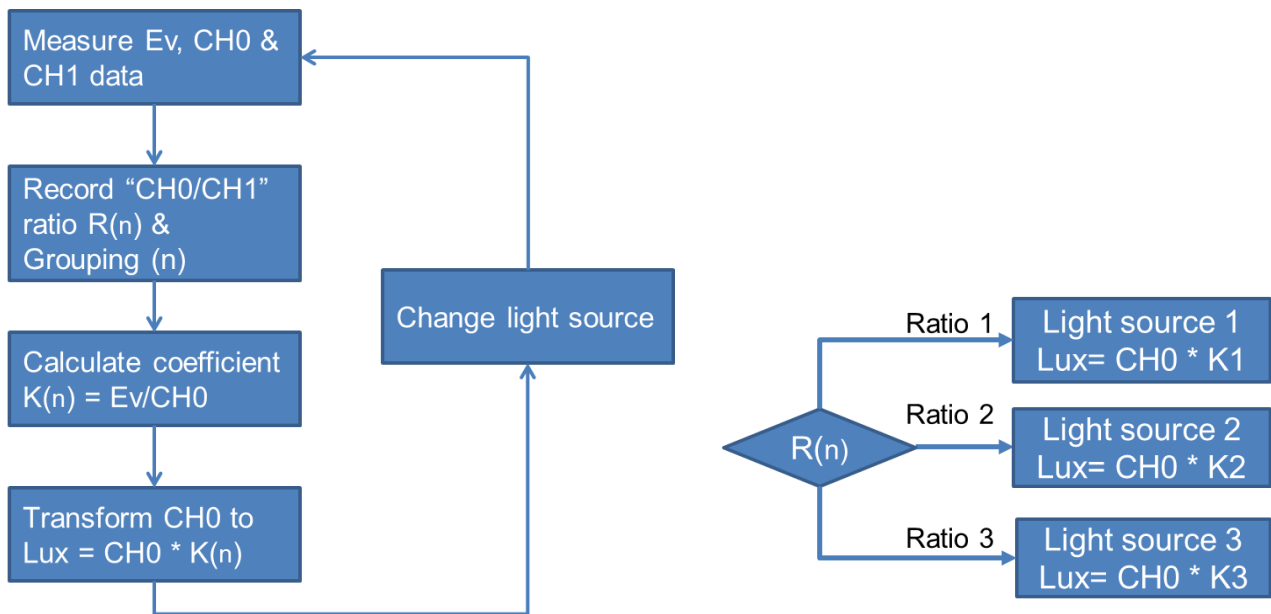 Measure Ev, CH0 &
CH1 data
Record “CH0/CH1”
ratio R(n) &
Grouping (n)
Calculate coefficient
K(n) = Ev/CH0
Transform CH0 to
Lux = CH0 * K(n)
Change light source
R(n)
Ratio 1
Light source 1
Lux= CH0 * K1
Ratio 2
Light source 2
Lux= CH0 * K2
Ratio 3
Light source 3
Lux= CH0 * K3